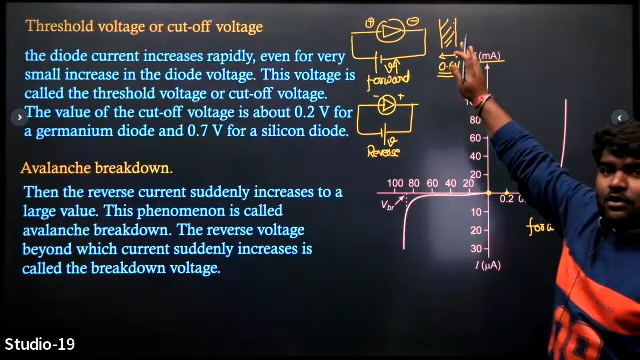 Threshold voltage or cut-off voltage
the diode current increases rapidly, even for very
small increase in the diode voltage. This voltage is
called the threshold voltage or cut-off voltage.
The value of the cut-off voltage is about 0.2 V for
a germanium diode and 0.7 V for a silicon diode.
Avalanche breakdown.
Then the reverse current suddenly increases to a
large value. This phenomenon is called
avalanche breakdown. The reverse voltage
beyond which current suddenly increases is
called the breakdown voltage.
forward
Reverse
(mA)
80
60
40
20
100 80 60 40 20
0.2
Vbr
10
20
30
I (μA)
Studio-19